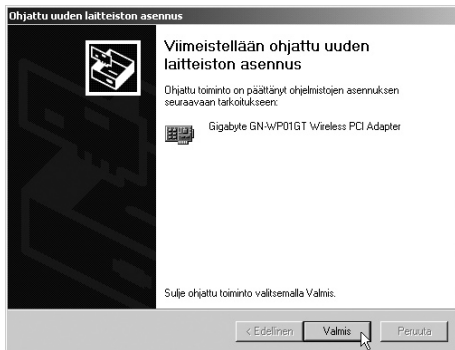 Ohjattu uuden laitteiston asennus
Viimeistellään ohjattu uuden
laitteiston asennus
Ohjattu toiminto on päättänyt ohjelmistojen asennuksen
seuraavaan tarkoitukseen:
Gigabyte GN-WP01GT Wireless PCI Adapter
Sulje ohjattu toiminto valitsemalla Valmis.
< Edellinen
Valmis
Peruuta